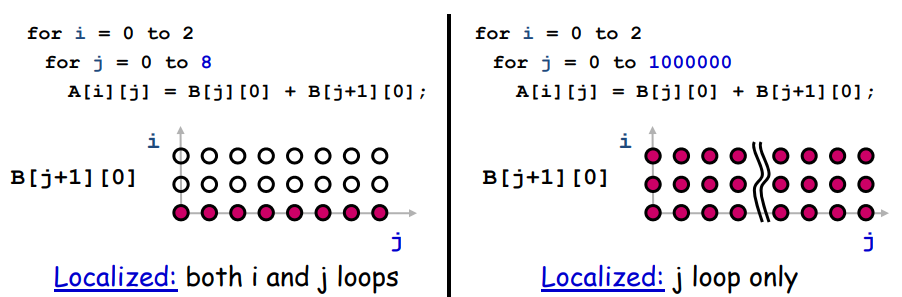 for i = 0 to 2
for j = 0 to 8
A[i][j] = B[j][0] + B[j+1][0];
i
B[j+1][0]
j
Localized: both i and j loops
for i = 0 to 2
for j = 0 to 1000000
A[i][j] = B[j][0] + B[j+1][0];
i
B[j+1][0]
j
Localized: j loop only